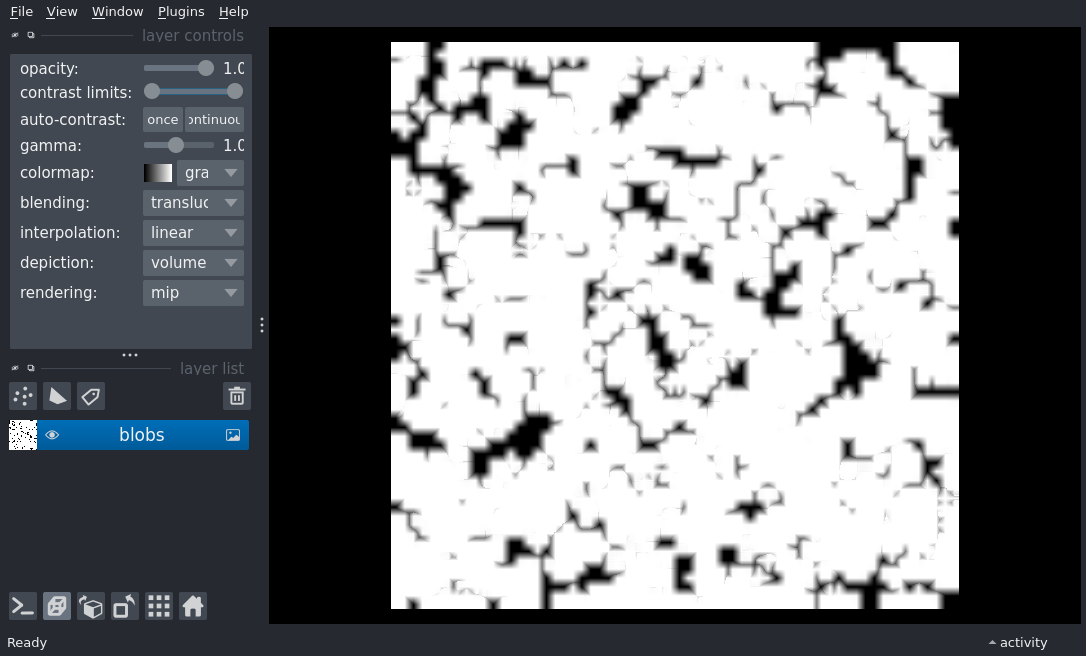 File View Window Plugins Help
layer controls
opacity: 1.0
contrast limits:
auto-contrast: once ontinuou
gamma: 1.0
colormap: gra
blending: transluc
interpolation: linear
depiction: volume
rendering: mip
layer list
blobs
Ready
activity